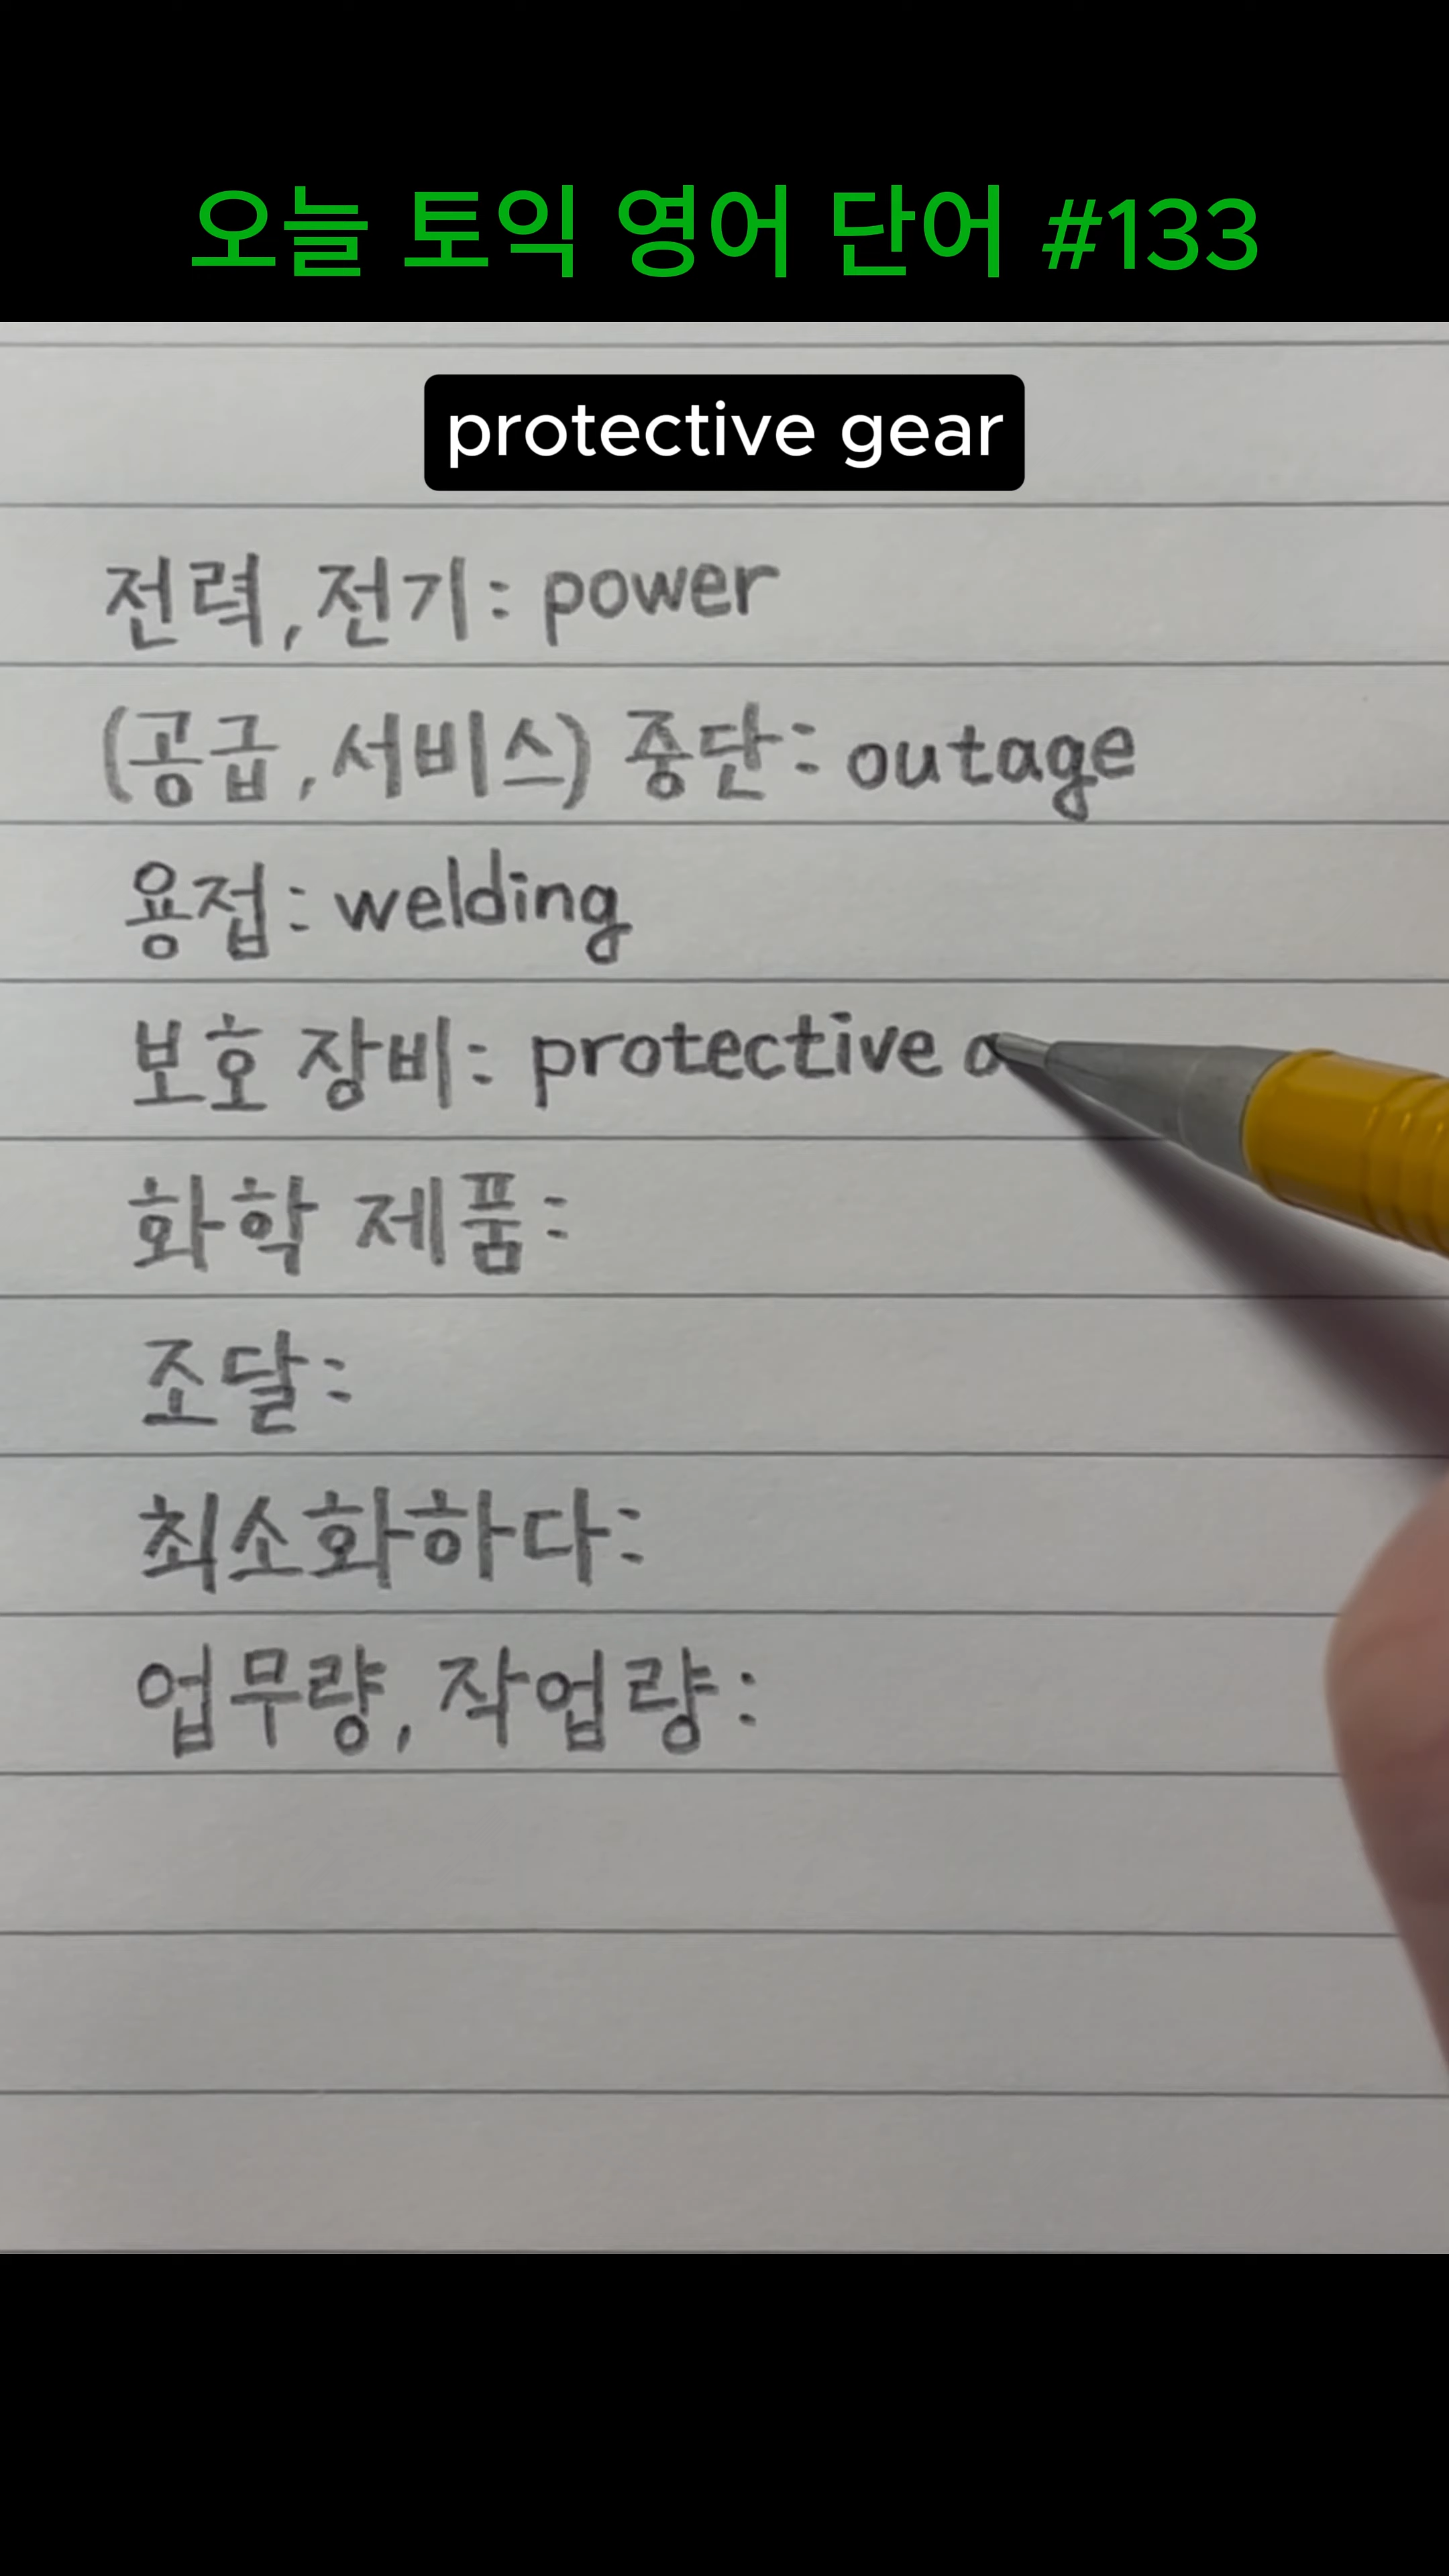 오늘 토익 영어 단어 #133
protective gear
전력, 전기: power
(공급, 서비스) 중단: outage
용접: welding
보호 장비: protective
화학 제품:
조달:
최소화하다:
업무량, 작업량: